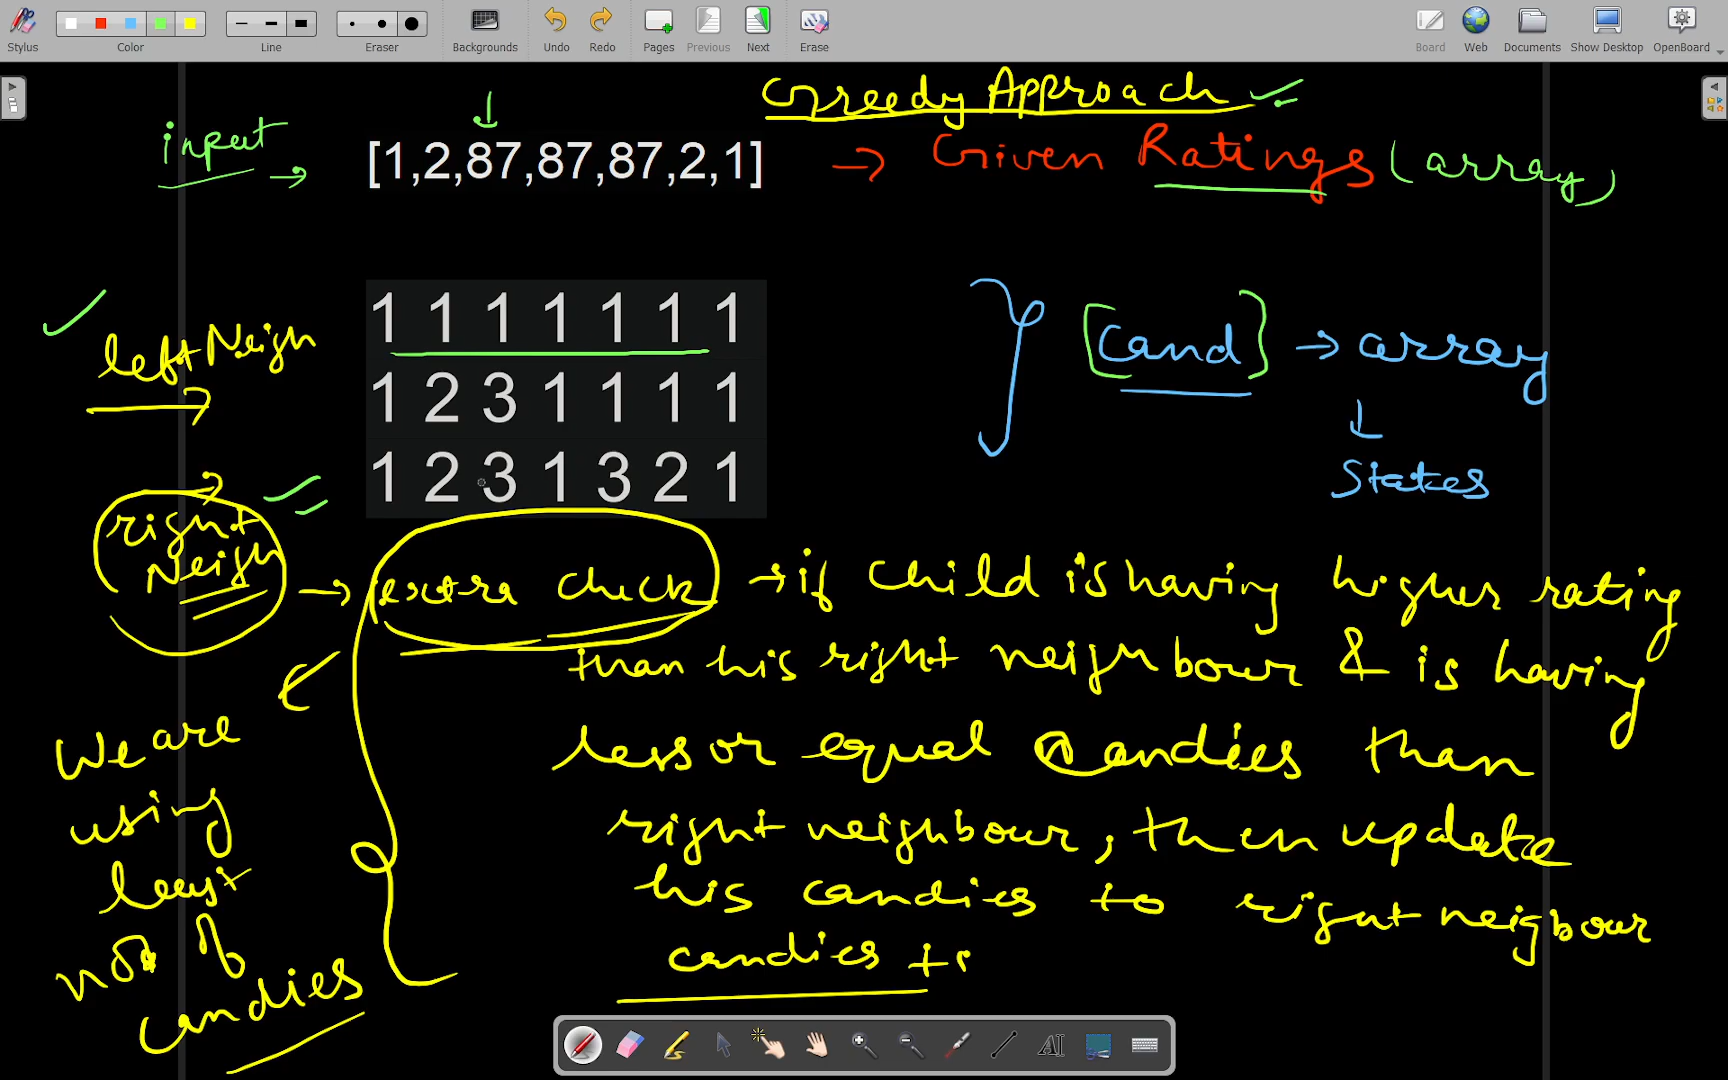 Stylus Color Line Eraser Backgrounds Undo Redo Pages Previous Next Erase Board Web Documents Show Desktop OpenBoard
Greedy Approach
input → [1,2,87,87,87,2,1] → Given Ratings (array)
1 1 1 1 1 1 1
left Neigh
[cand] → array
1 2 3 1 1 1 1
States
1 2 3 1 3 2 1
right
Neigh → extra check → if child is having higher rating
than his right neighbour & is having
less or equal candies than
right neighbour, then update
his candies to right neighbour
candies +1
We are
using
least
no. of
candies
AI